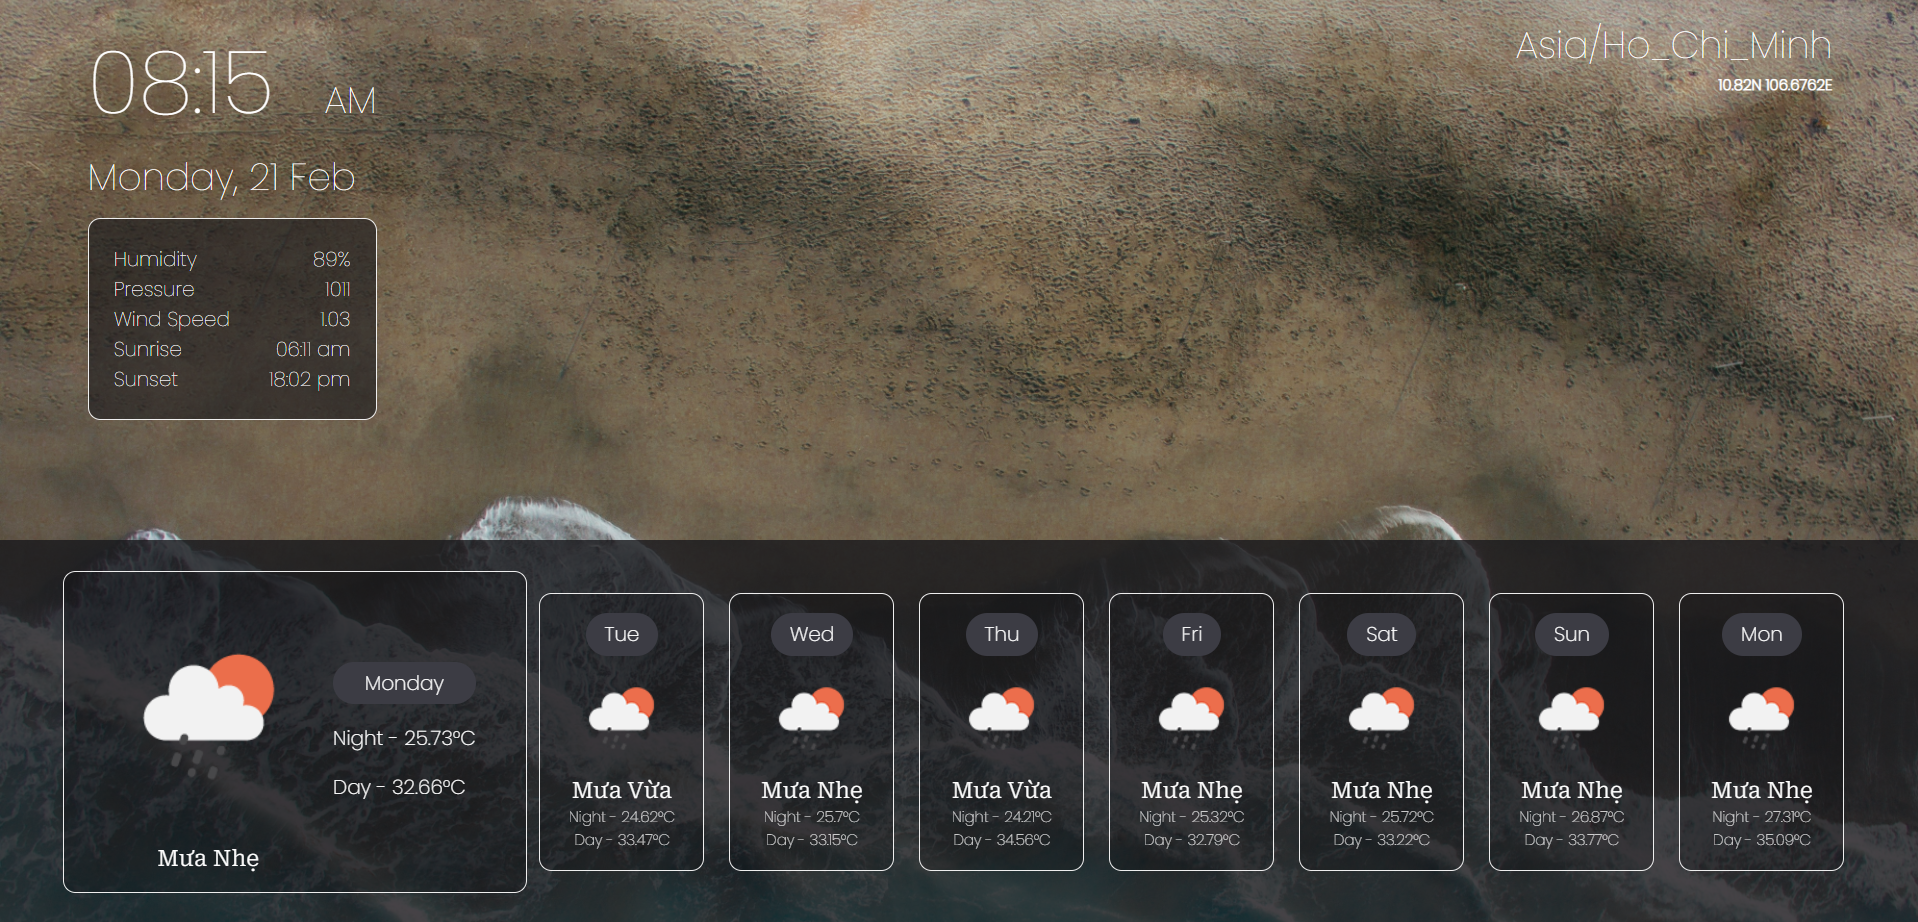 08:15 AM
Asia/Ho_Chi_Minh
10.82N 106.6762E
Monday, 21 Feb
Humidity 89%
Pressure 1011
Wind Speed 1.03
Sunrise 06:11 am
Sunset 18:02 pm
Monday
Night - 25.73°C
Day - 32.66°C
Mưa Nhẹ
Tue
Mưa Vừa
Night - 24.62°C
Day - 33.47°C
Wed
Mưa Nhẹ
Night - 25.7°C
Day - 33.15°C
Thu
Mưa Vừa
Night - 24.21°C
Day - 34.56°C
Fri
Mưa Nhẹ
Night - 25.32°C
Day - 32.79°C
Sat
Mưa Nhẹ
Night - 25.72°C
Day - 33.22°C
Sun
Mưa Nhẹ
Night - 26.87°C
Day - 33.77°C
Mon
Mưa Nhẹ
Night - 27.31°C
Day - 35.09°C